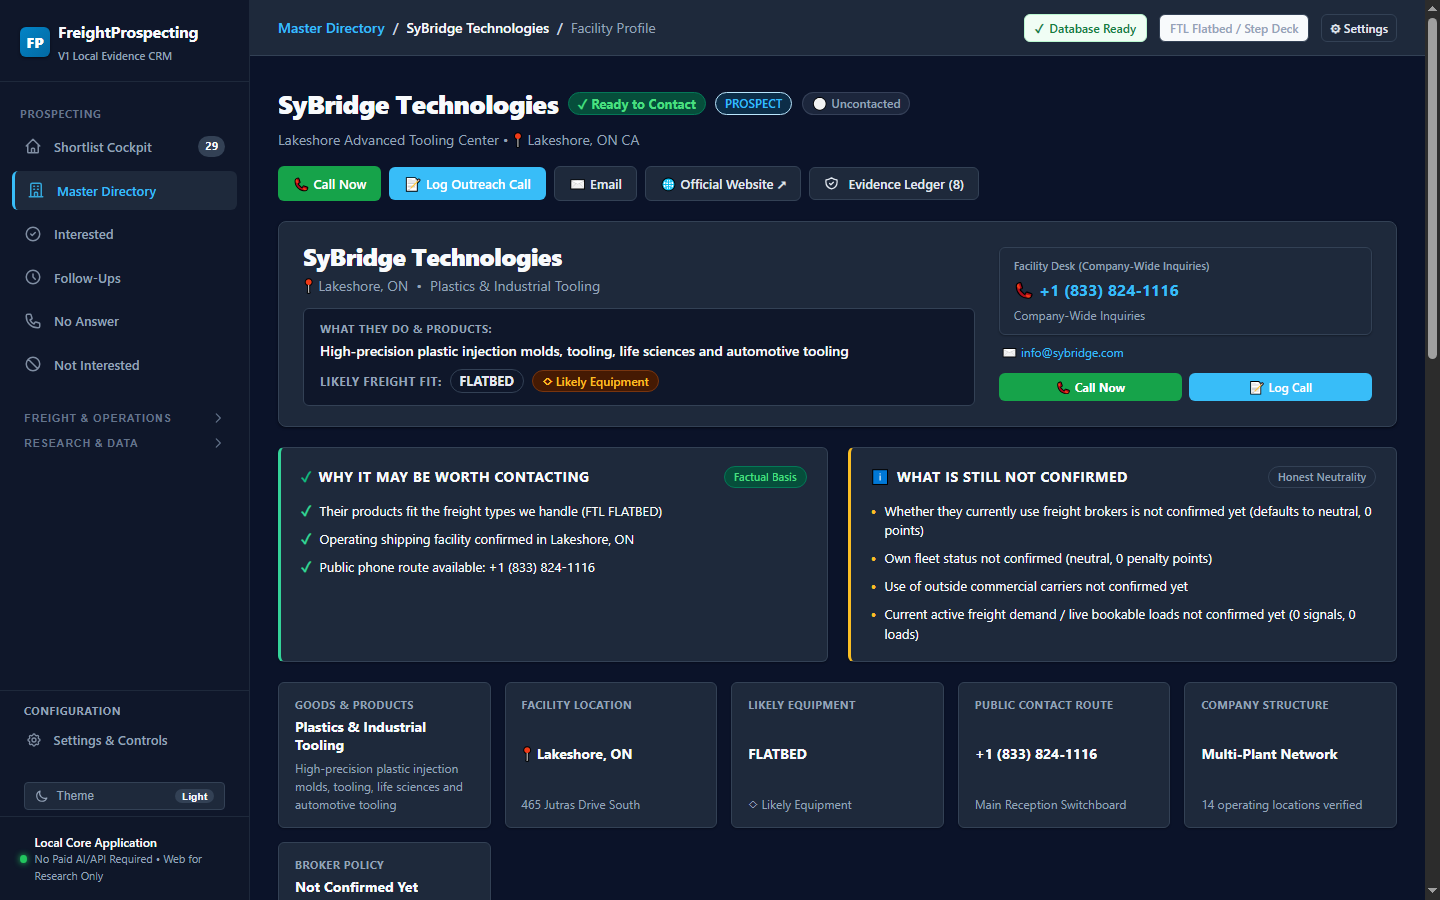 FP
FreightProspecting
V1 Local Evidence CRM
PROSPECTING
Shortlist Cockpit 29
Master Directory
Interested
Follow-Ups
No Answer
Not Interested
FREIGHT & OPERATIONS
RESEARCH & DATA
CONFIGURATION
Settings & Controls
Theme Light
Local Core Application
No Paid AI/API Required • Web for
Research Only
Master Directory / SyBridge Technologies / Facility Profile
✓ Database Ready
FTL Flatbed / Step Deck
⚙ Settings
SyBridge Technologies ✓ Ready to Contact PROSPECT Uncontacted
Lakeshore Advanced Tooling Center • 📍 Lakeshore, ON CA
📞 Call Now
📝 Log Outreach Call
✉️ Email
🌐 Official Website ↗
Evidence Ledger (8)
SyBridge Technologies
📍 Lakeshore, ON • Plastics & Industrial Tooling
WHAT THEY DO & PRODUCTS:
High-precision plastic injection molds, tooling, life sciences and automotive tooling
LIKELY FREIGHT FIT: FLATBED ◇ Likely Equipment
Facility Desk (Company-Wide Inquiries)
📞 +1 (833) 824-1116
Company-Wide Inquiries
✉️ info@sybridge.com
📞 Call Now
📝 Log Call
✓ WHY IT MAY BE WORTH CONTACTING Factual Basis
✓ Their products fit the freight types we handle (FTL FLATBED)
✓ Operating shipping facility confirmed in Lakeshore, ON
✓ Public phone route available: +1 (833) 824-1116
ℹ️ WHAT IS STILL NOT CONFIRMED Honest Neutrality
• Whether they currently use freight brokers is not confirmed yet (defaults to neutral, 0
points)
• Own fleet status not confirmed (neutral, 0 penalty points)
• Use of outside commercial carriers not confirmed yet
• Current active freight demand / live bookable loads not confirmed yet (0 signals, 0
loads)
GOODS & PRODUCTS
Plastics & Industrial
Tooling
High-precision plastic injection
molds, tooling, life sciences and
automotive tooling
FACILITY LOCATION
📍 Lakeshore, ON
465 Jutras Drive South
LIKELY EQUIPMENT
FLATBED
◇ Likely Equipment
PUBLIC CONTACT ROUTE
+1 (833) 824-1116
Main Reception Switchboard
COMPANY STRUCTURE
Multi-Plant Network
14 operating locations verified
BROKER POLICY
Not Confirmed Yet